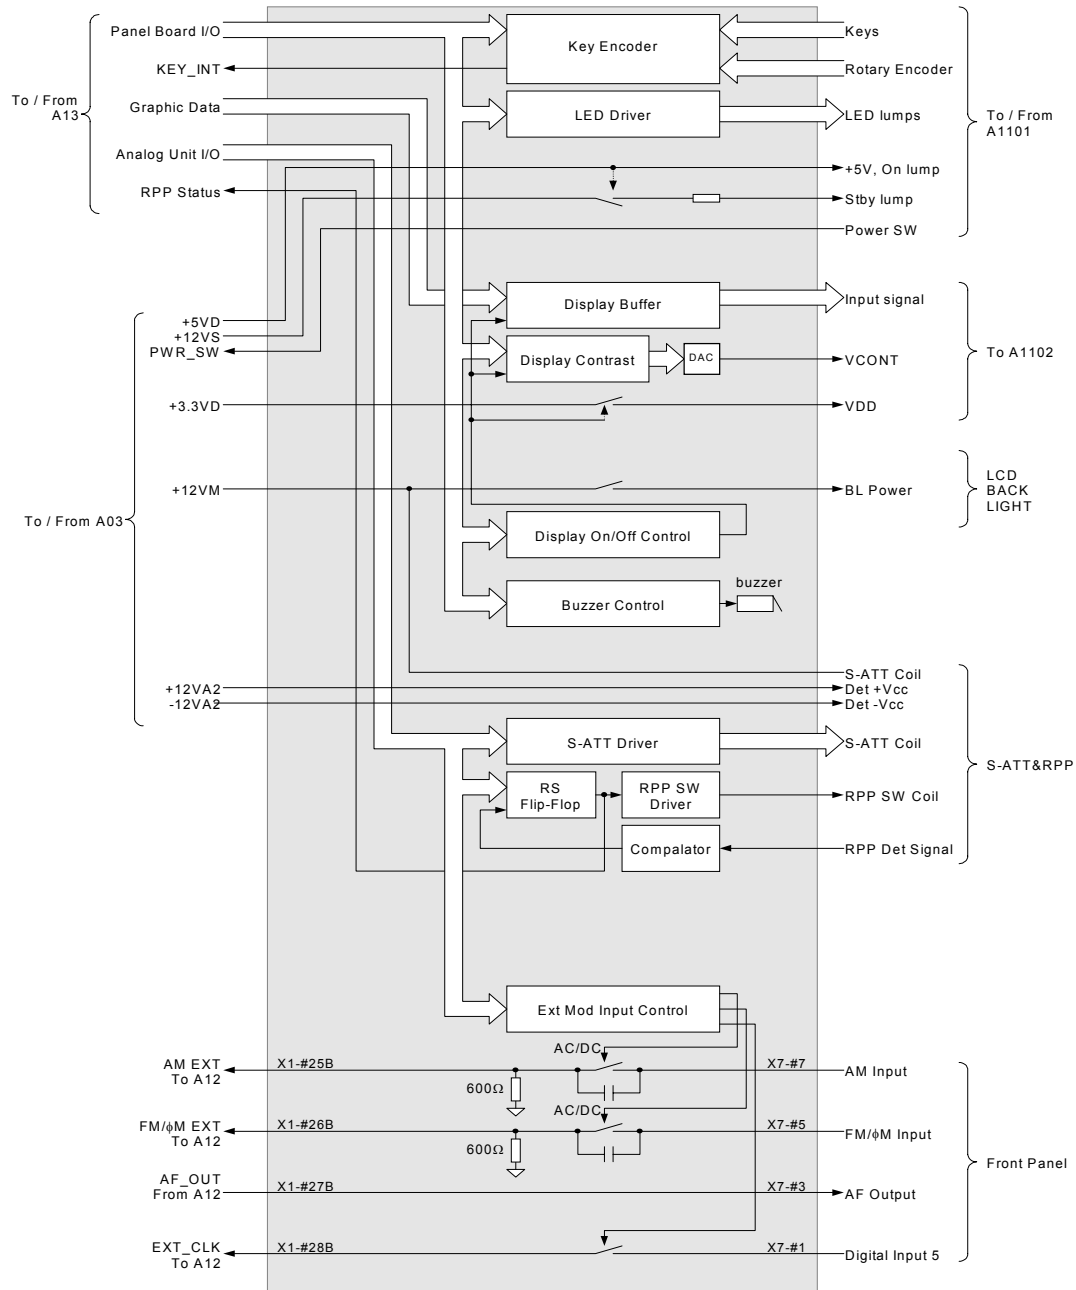 Panel Board I/O
Key Encoder
Keys
KEY_INT
Rotary Encoder
To / From
A13
Graphic Data
LED Driver
LED lumps
To / From
A1101
Analog Unit I/O
+5V, On lump
RPP Status
Stby lump
Power SW
Display Buffer
Input signal
+5VD
+12VS
PWR_SW
Display Contrast
DAC
VCONT
To A1102
+3.3VD
VDD
+12VM
BL Power
LCD
BACK
LIGHT
To / From A03
Display On/Off Control
buzzer
Buzzer Control
S-ATT Coil
+12VA2
Det +Vcc
-12VA2
Det -Vcc
S-ATT Driver
S-ATT Coil
S-ATT&RPP
RS
Flip-Flop
RPP SW
Driver
RPP SW Coil
Compalator
RPP Det Signal
Ext Mod Input Control
AC/DC
AM EXT
To A12
X1-#25B
X7-#7
AM Input
600Ω
AC/DC
FM/ϕM EXT
To A12
X1-#26B
X7-#5
FM/ϕM Input
600Ω
Front Panel
AF_OUT
From A12
X1-#27B
X7-#3
AF Output
EXT_CLK
To A12
X1-#28B
X7-#1
Digital Input 5